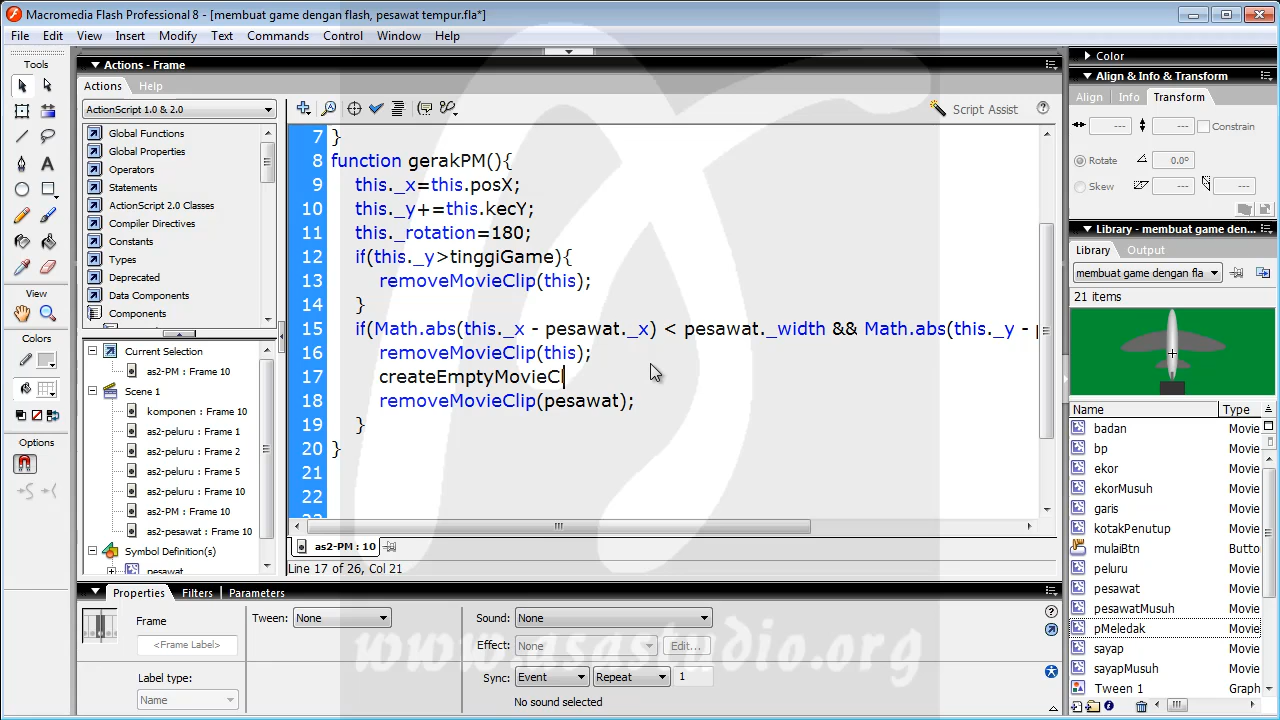 Macromedia Flash Professional 8 - [membuat game dengan flash, pesawat tempur.fla*]
File Edit View Insert Modify Text Commands Control Window Help
Tools
View
Colors
Options
Actions - Frame
Actions Help
ActionScript 1.0 & 2.0
Global Functions
Global Properties
Operators
Statements
ActionScript 2.0 Classes
Compiler Directives
Constants
Types
Deprecated
Data Components
Components
Current Selection
as2-PM : Frame 10
Scene 1
komponen : Frame 1
as2-peluru : Frame 1
as2-peluru : Frame 2
as2-peluru : Frame 5
as2-peluru : Frame 10
as2-PM : Frame 10
as2-pesawat : Frame 10
Symbol Definition(s)
pesawat
Script Assist
7 }
8 function gerakPM(){
9 this._x=this.posX;
10 this._y+=this.kecY;
11 this._rotation=180;
12 if(this._y>tinggiGame){
13 removeMovieClip(this);
14 }
15 if(Math.abs(this._x - pesawat._x) < pesawat._width && Math.abs(this._y - p
16 removeMovieClip(this);
17 createEmptyMovieCl
18 removeMovieClip(pesawat);
19 }
20 }
21
22
as2-PM : 10
Line 17 of 26, Col 21
Properties Filters Parameters
Frame
<Frame Label>
Label type:
Name
Tween: None
Sound: None
Effect: None Edit...
Sync: Event Repeat 1
No sound selected
Color
Align & Info & Transform
Align Info Transform
Constrain
Rotate 0.0°
Skew
Library - membuat game dengan flas...
Library Output
membuat game dengan fla
21 items
Name Type
badan Movie
bp Movie
ekor Movie
ekorMusuh Movie
garis Movie
kotakPenutup Movie
mulaiBtn Butto
peluru Movie
pesawat Movie
pesawatMusuh Movie
pMeledak Movie
sayap Movie
sayapMusuh Movie
Tween 1 Graph
www.asastudio.org